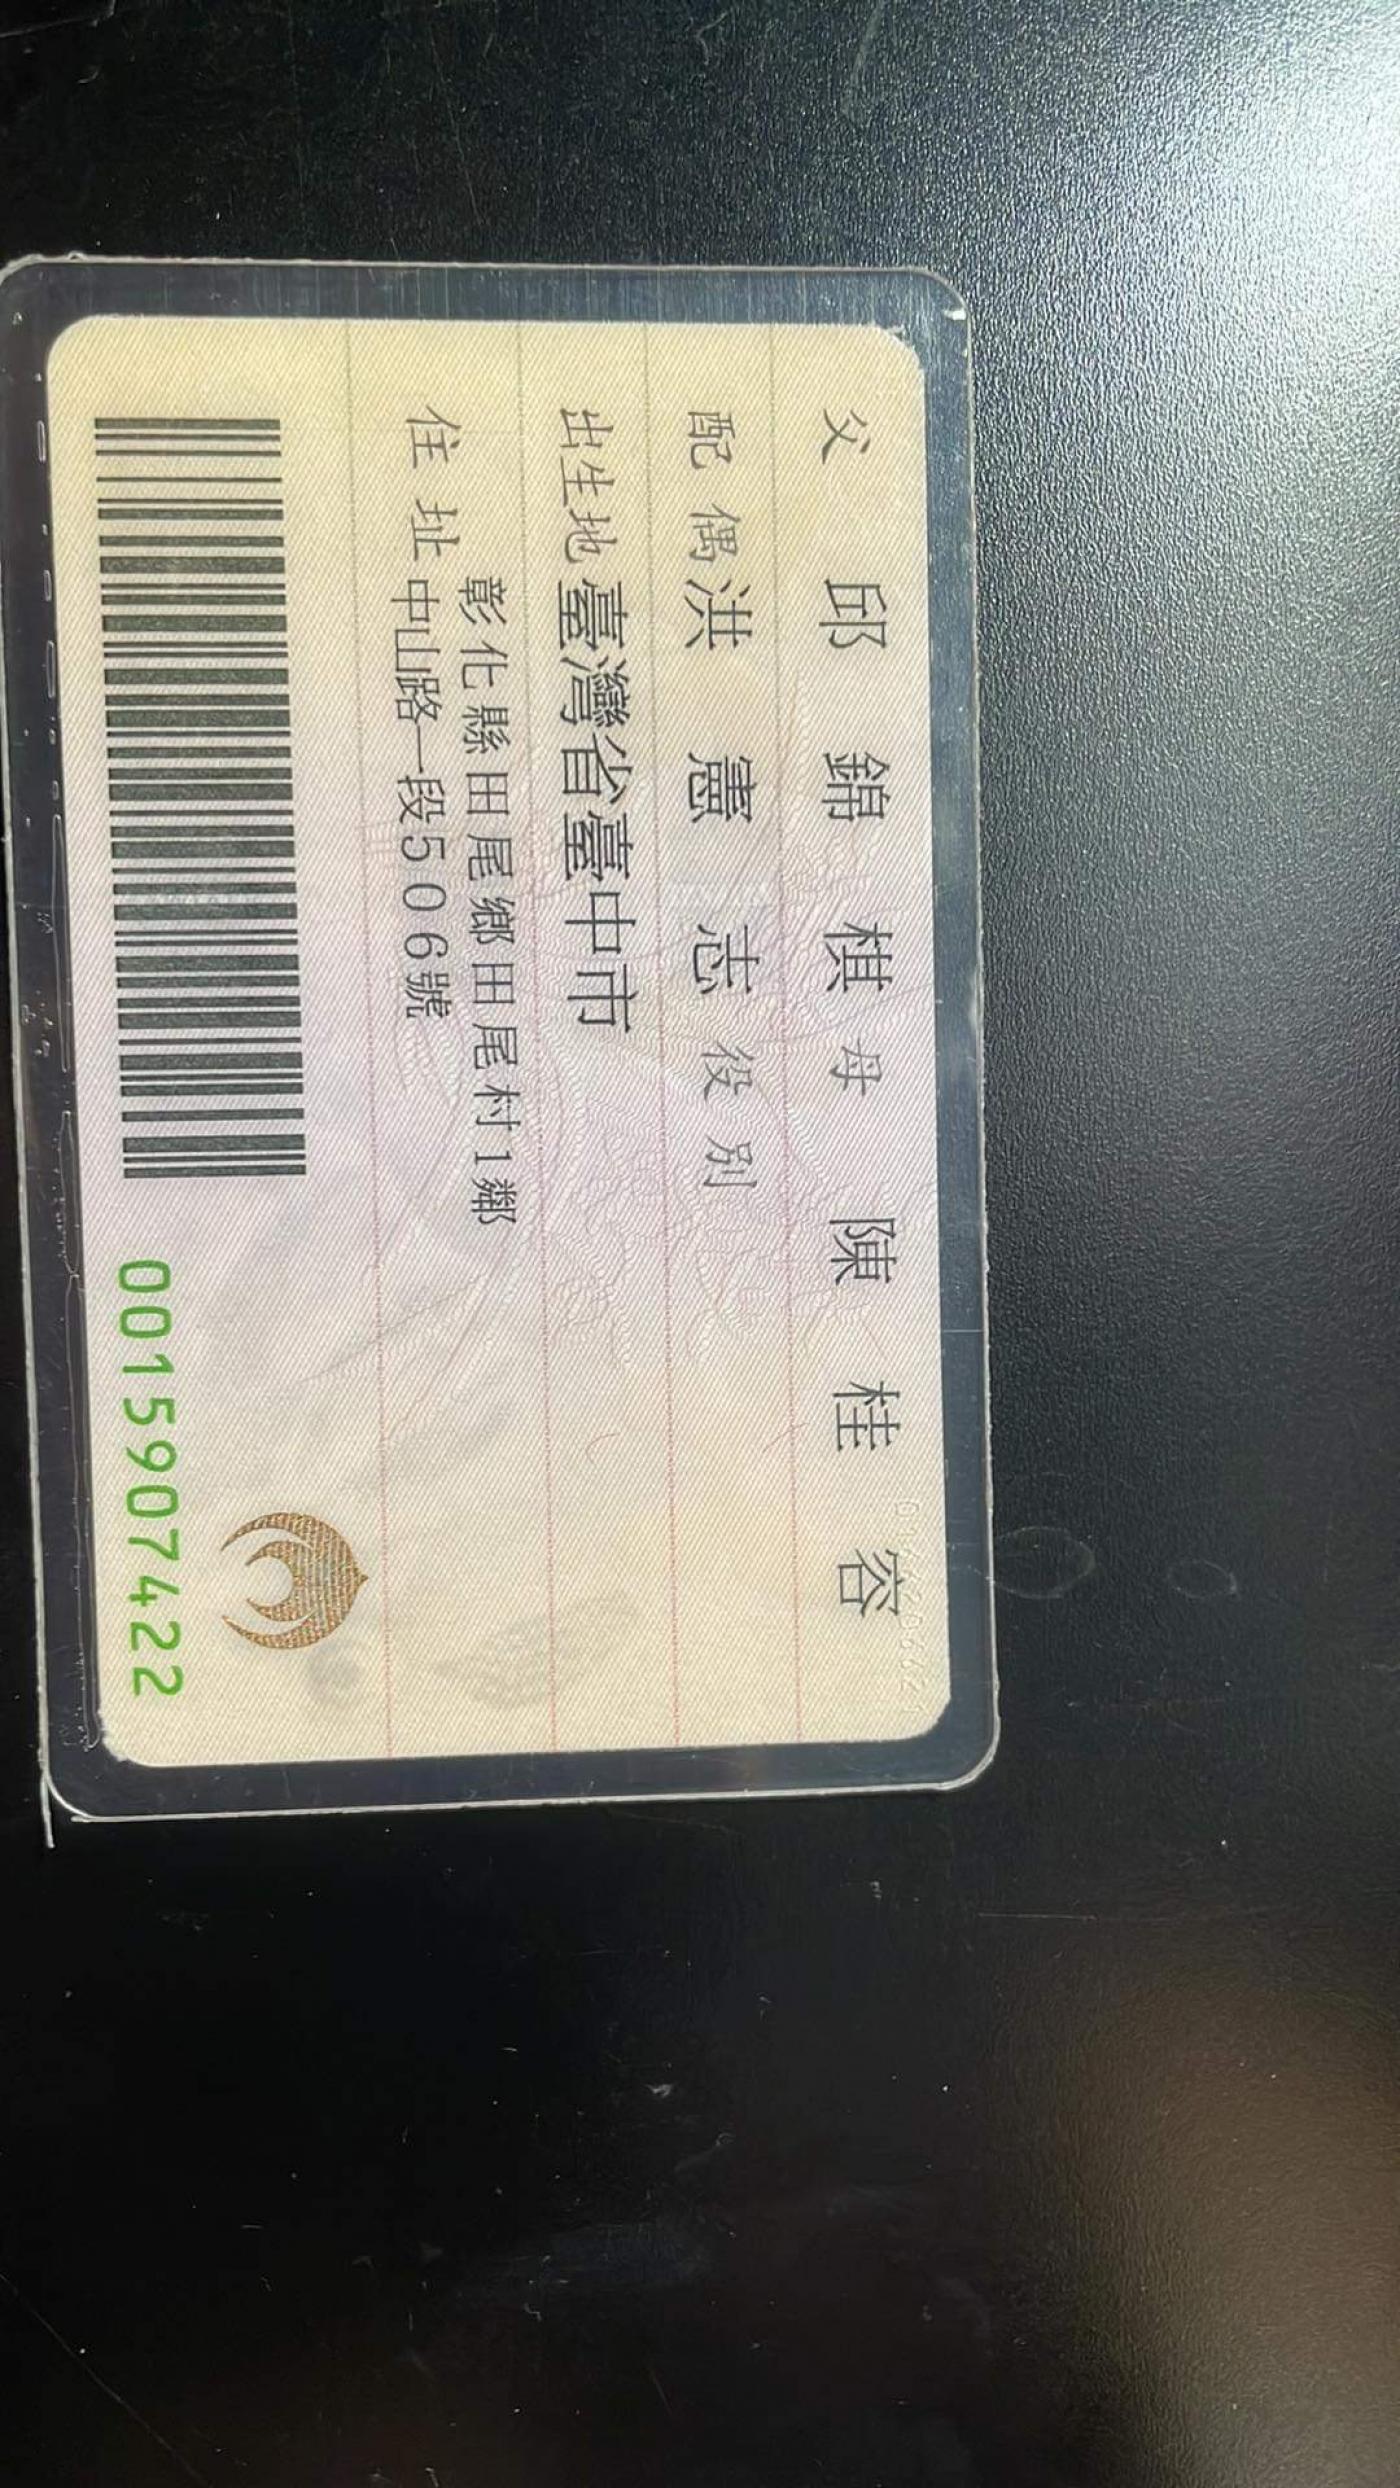 父 邱錦棋 母 陳桂容
配偶 洪憲志 役別
出生地 臺灣省臺中市
住址 彰化縣田尾鄉田尾村1鄰
中山路一段506號
0015907422